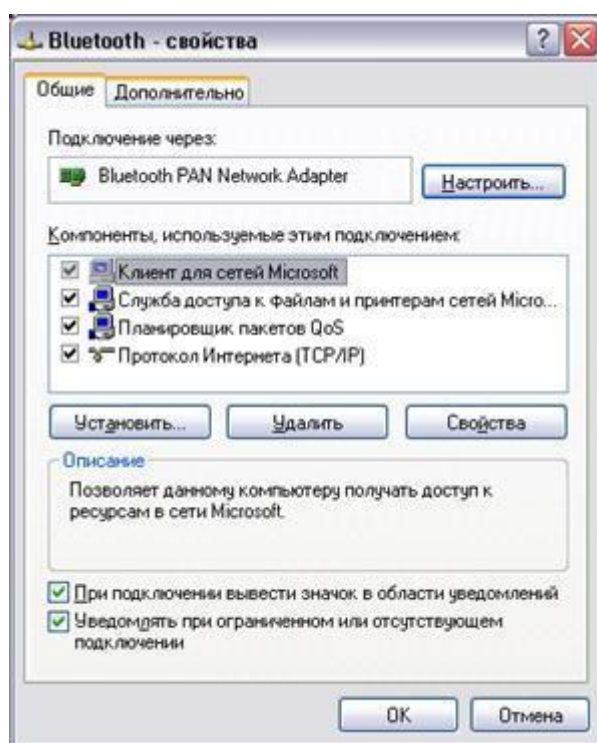 Bluetooth - свойства
Общие Дополнительно
Подключение через:
Bluetooth PAN Network Adapter Настроить...
Компоненты, используемые этим подключением:
Клиент для сетей Microsoft
Служба доступа к файлам и принтерам сетей Micro...
Планировщик пакетов QoS
Протокол Интернета (TCP/IP)
Установить... Удалить Свойства
Описание
Позволяет данному компьютеру получать доступ к
ресурсам в сети Microsoft.
При подключении вывести значок в области уведомлений
Уведомлять при ограниченном или отсутствующем
подключении
OK Отмена